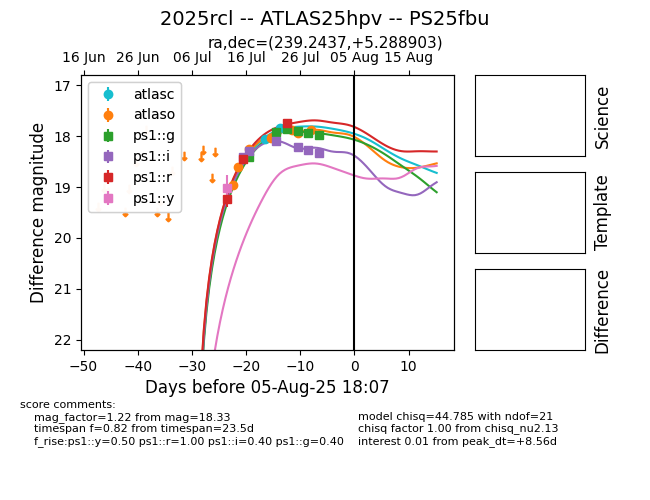 2025rcl -- ATLAS25hpv -- PS25fbu
ra,dec=(239.2437,+5.288903)
16 Jun 26 Jun 06 Jul 16 Jul 26 Jul 05 Aug 15 Aug
17
18
19
20
21
22
Difference magnitude
atlasc
atlaso
ps1::g
ps1::i
ps1::r
ps1::y
−50 −40 −30 −20 −10 0 10
Days before 05-Aug-25 18:07
Science
Template
Difference
score comments:
mag_factor=1.22 from mag=18.33
timespan f=0.82 from timespan=23.5d
f_rise:ps1::y=0.50 ps1::r=1.00 ps1::i=0.40 ps1::g=0.40
model chisq=44.785 with ndof=21
chisq factor 1.00 from chisq_nu2.13
interest 0.01 from peak_dt=+8.56d